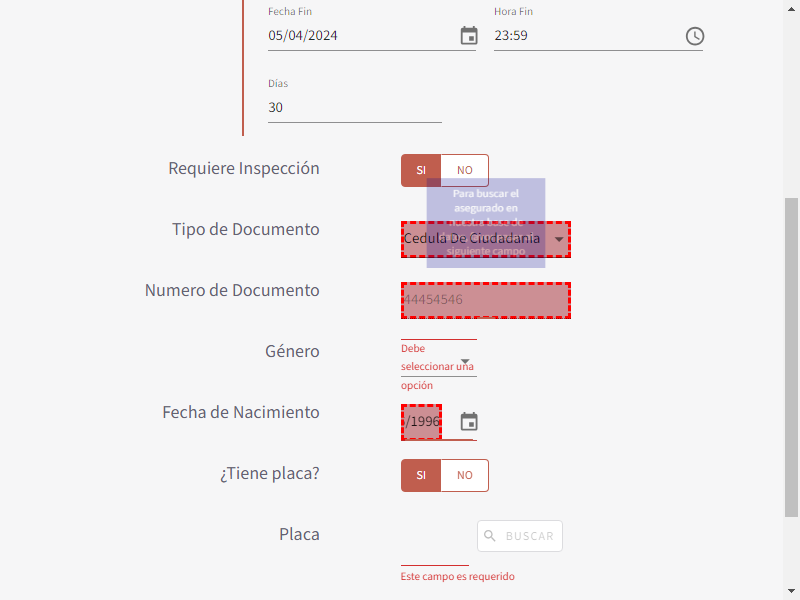 Fecha Fin
Hora Fin
05/04/2024
23:59
Días
30
Requiere Inspección
SI
NO
Para buscar el
asegurado en
Tipo de Documento
Cedula De Ciudadania
siguiente campo
Numero de Documento
44454546
Género
Debe
seleccionar una
opción
Fecha de Nacimiento
/1996
¿Tiene placa?
SI
NO
Placa
BUSCAR
Este campo es requerido